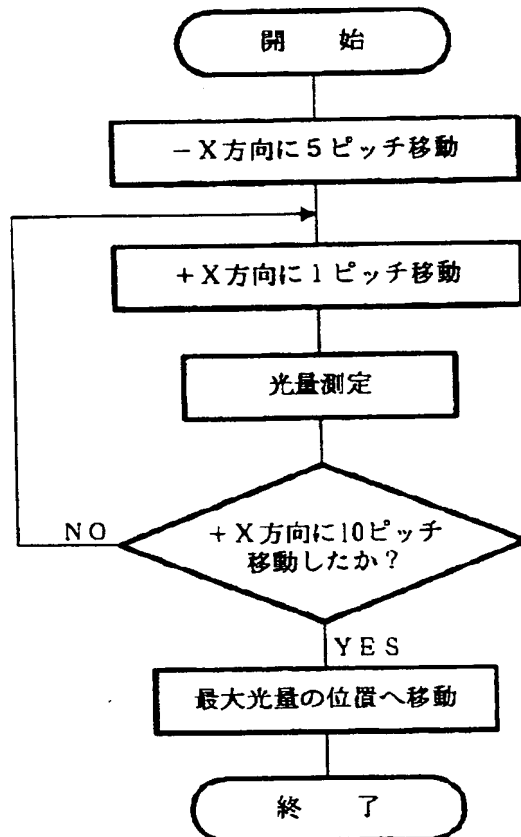 開 始
－X方向に5ピッチ移動
＋X方向に1ピッチ移動
光量測定
＋X方向に10ピッチ
移動したか？
NO
YES
最大光量の位置へ移動
終 了